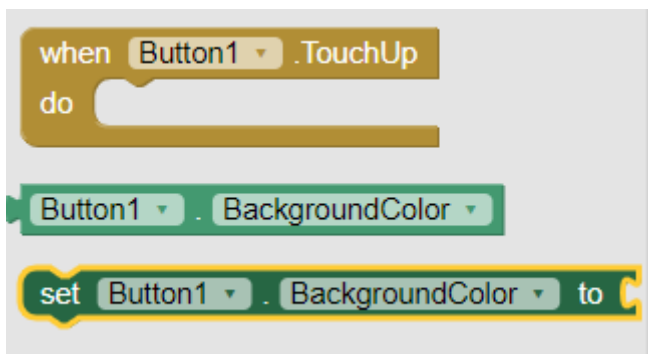 when Button1 .TouchUp
do
Button1 . BackgroundColor
set Button1 . BackgroundColor to